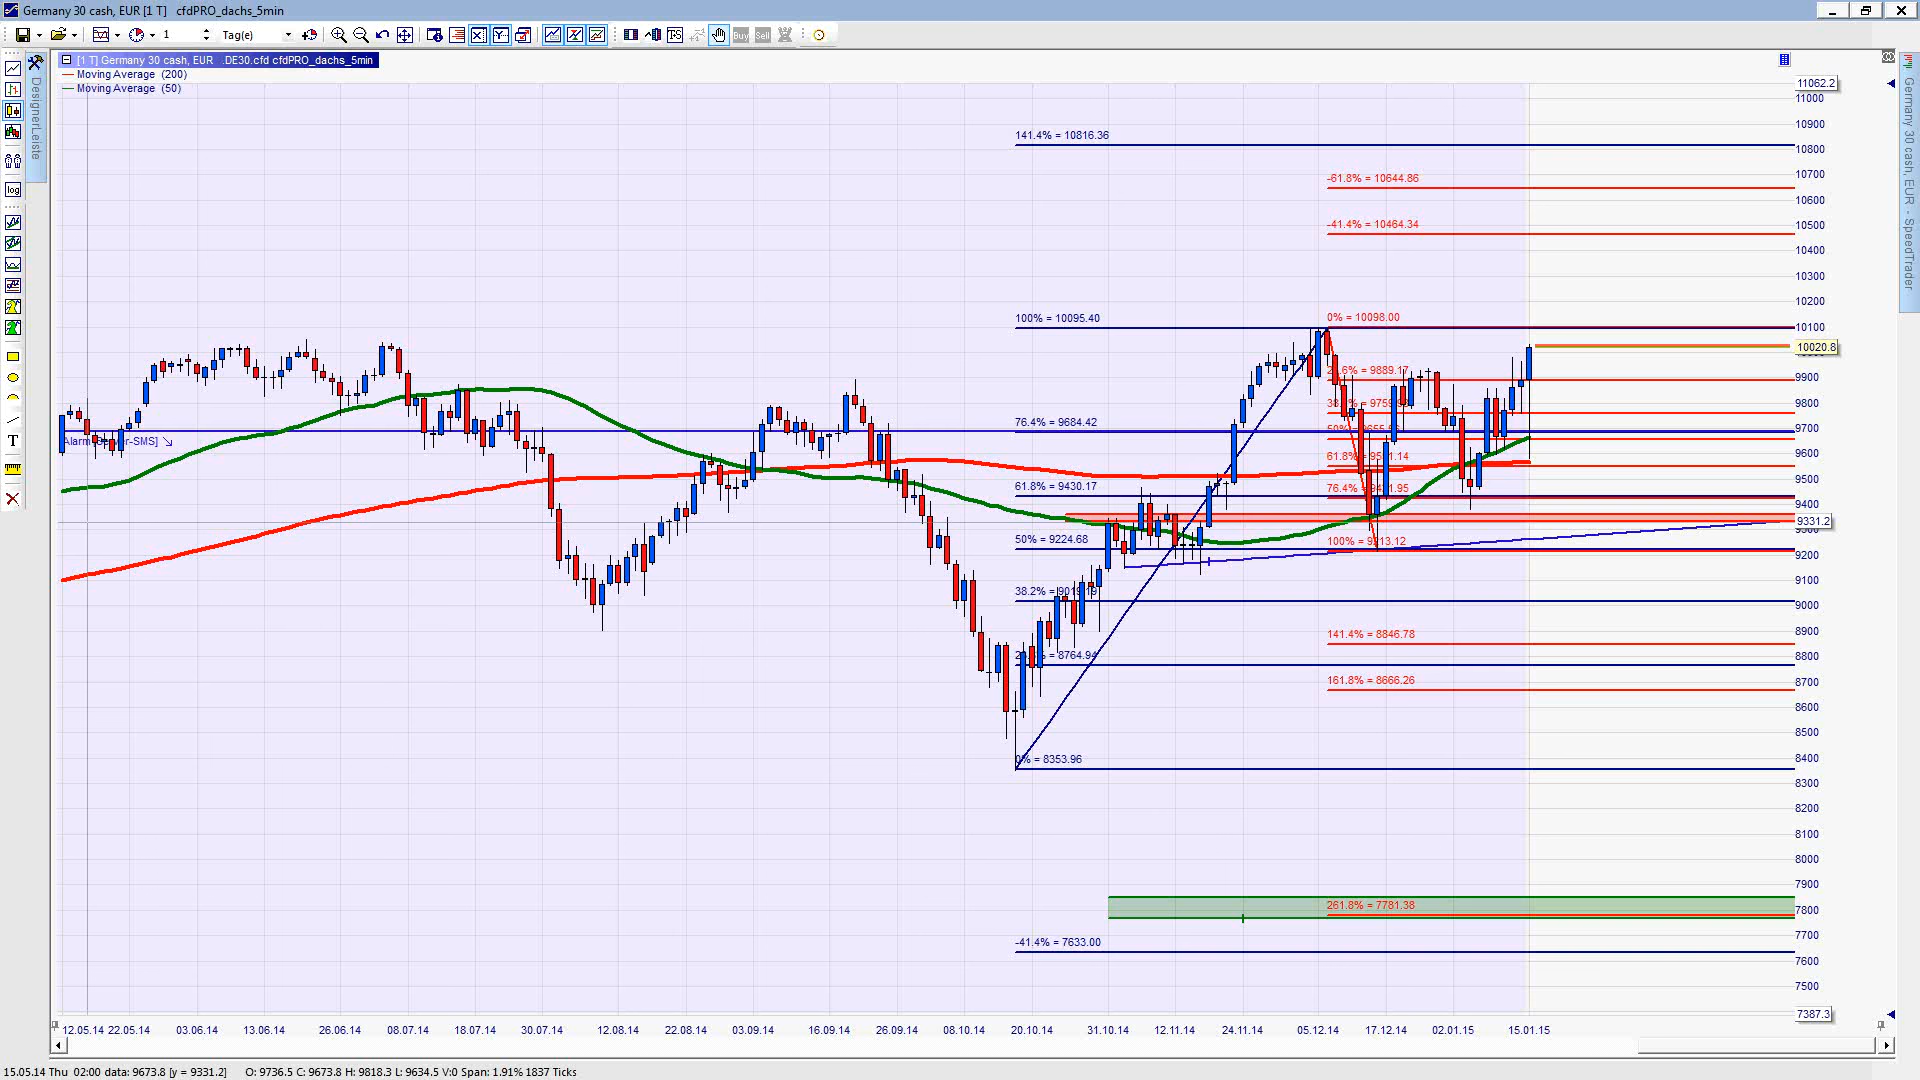 Germany 30 cash, EUR [1 T] cfdPRO_dachs_5min
1 Tag(e) Buy Sell
[1 T] Germany 30 cash, EUR .DE30.cfd cfdPRO_dachs_5min
Moving Average (200)
Moving Average (50)
DesignerLeiste
log
T
Germany 30 cash, EUR - SpeedTrader
141.4% = 10816.36
-61.8% = 10644.86
-41.4% = 10464.34
100% = 10095.40
0% = 10098.00
= 9889.17
76.4% = 9684.42
61.8% = 9430.17
50% = 9224.68
100% = 9213.12
38.2% = 9019.19
141.4% = 8846.78
= 8764.94
161.8% = 8666.26
0% = 8353.96
261.8% = 7781.38
-41.4% = 7633.00
11062.2
11000
10900
10800
10700
10600
10500
10400
10300
10200
10100
10020.8
9900
9800
9700
9600
9500
9400
9331.2
9200
9100
9000
8900
8800
8700
8600
8500
8400
8300
8200
8100
8000
7900
7800
7700
7600
7500
7387.3
12.05.14 22.05.14 03.06.14 13.06.14 26.06.14 08.07.14 18.07.14 30.07.14 12.08.14 22.08.14 03.09.14 16.09.14 26.09.14 08.10.14 20.10.14 31.10.14 12.11.14 24.11.14 05.12.14 17.12.14 02.01.15 15.01.15
15.05.14 Thu 02:00 data: 9673.8 [y = 9331.2] O: 9736.5 C: 9673.8 H: 9818.3 L: 9634.5 V:0 Span: 1.91% 1837 Ticks